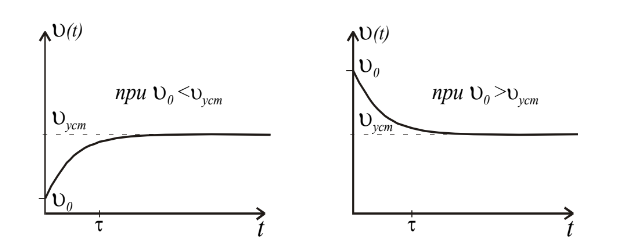 υ(t)
при υ₀ <υуст
υуст
υ₀
τ
t
υ(t)
υ₀
при υ₀ >υуст
υуст
τ
t